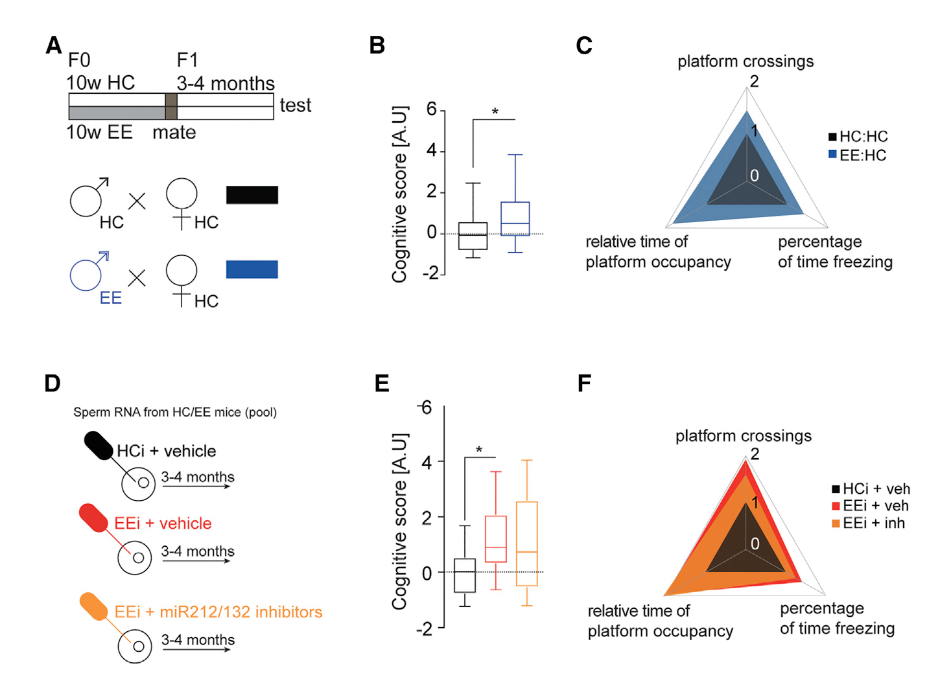 A
F0 F1
10w HC 3-4 months
test
10w EE mate
HC HC
EE HC
B
Cognitive score [A.U]
6
4
2
0
-2
*
C
platform crossings
2
1
0
HC:HC
EE:HC
relative time of
platform occupancy
percentage
of time freezing
D
Sperm RNA from HC/EE mice (pool)
HCi + vehicle
3-4 months
EEi + vehicle
3-4 months
EEi + miR212/132 inhibitors
3-4 months
E
Cognitive score [A.U]
-6
4
2
0
-2
*
F
platform crossings
2
1
0
HCi + veh
EEi + veh
EEi + inh
relative time of
platform occupancy
percentage
of time freezing